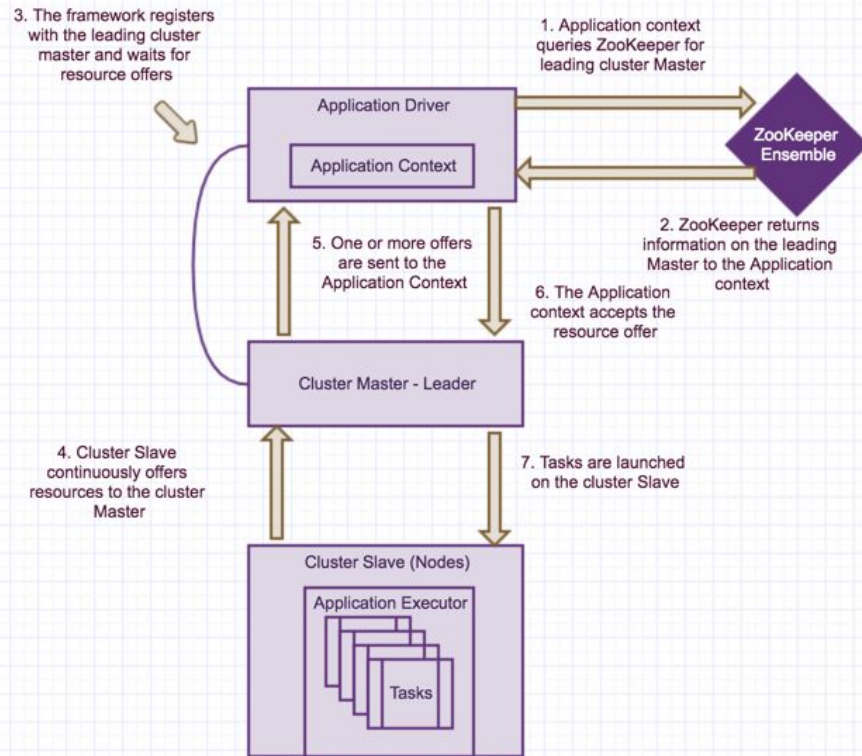 3. The framework registers
with the leading cluster
master and waits for
resource offers
1. Application context
queries ZooKeeper for
leading cluster Master
Application Driver
Application Context
ZooKeeper
Ensemble
2. ZooKeeper returns
information on the leading
Master to the Application
context
5. One or more offers
are sent to the
Application Context
6. The Application
context accepts the
resource offer
Cluster Master - Leader
4. Cluster Slave
continuously offers
resources to the cluster
Master
7. Tasks are launched
on the cluster Slave
Cluster Slave (Nodes)
Application Executor
Tasks